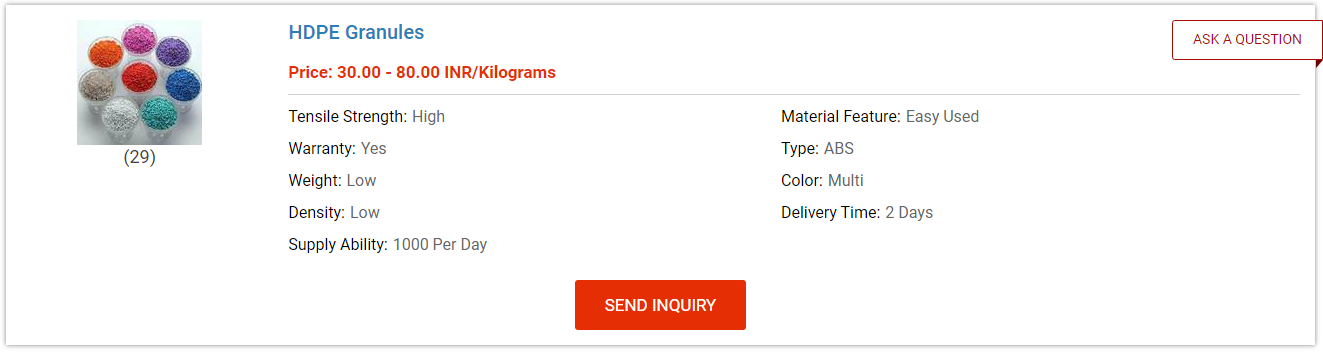 HDPE Granules
ASK A QUESTION
Price: 30.00 - 80.00 INR/Kilograms
(29)
Tensile Strength: High
Material Feature: Easy Used
Warranty: Yes
Type: ABS
Weight: Low
Color: Multi
Density: Low
Delivery Time: 2 Days
Supply Ability: 1000 Per Day
SEND INQUIRY